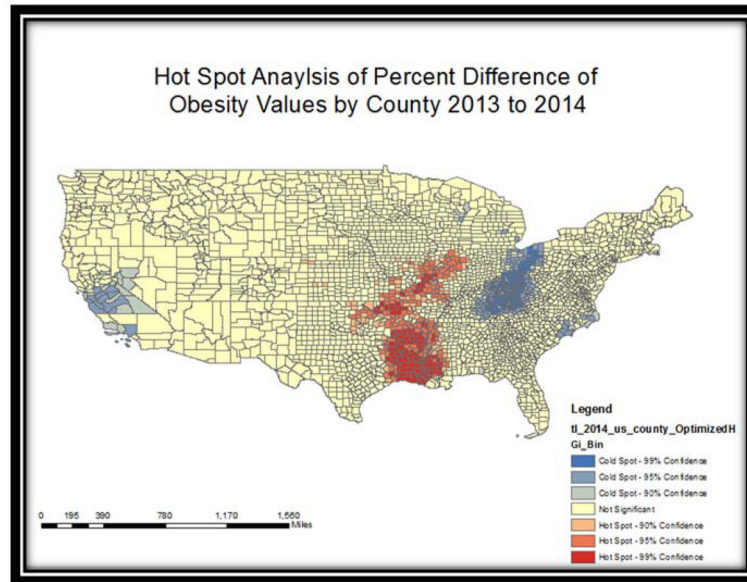 Hot Spot Anaylsis of Percent Difference of
Obesity Values by County 2013 to 2014
Legend
tl_2014_us_county_OptimizedH
Gi_Bin
Cold Spot - 99% Confidence
Cold Spot - 95% Confidence
Cold Spot - 90% Confidence
Not Significant
Hot Spot - 90% Confidence
Hot Spot - 95% Confidence
Hot Spot - 99% Confidence
0 195 390 780 1,170 1,560
Miles